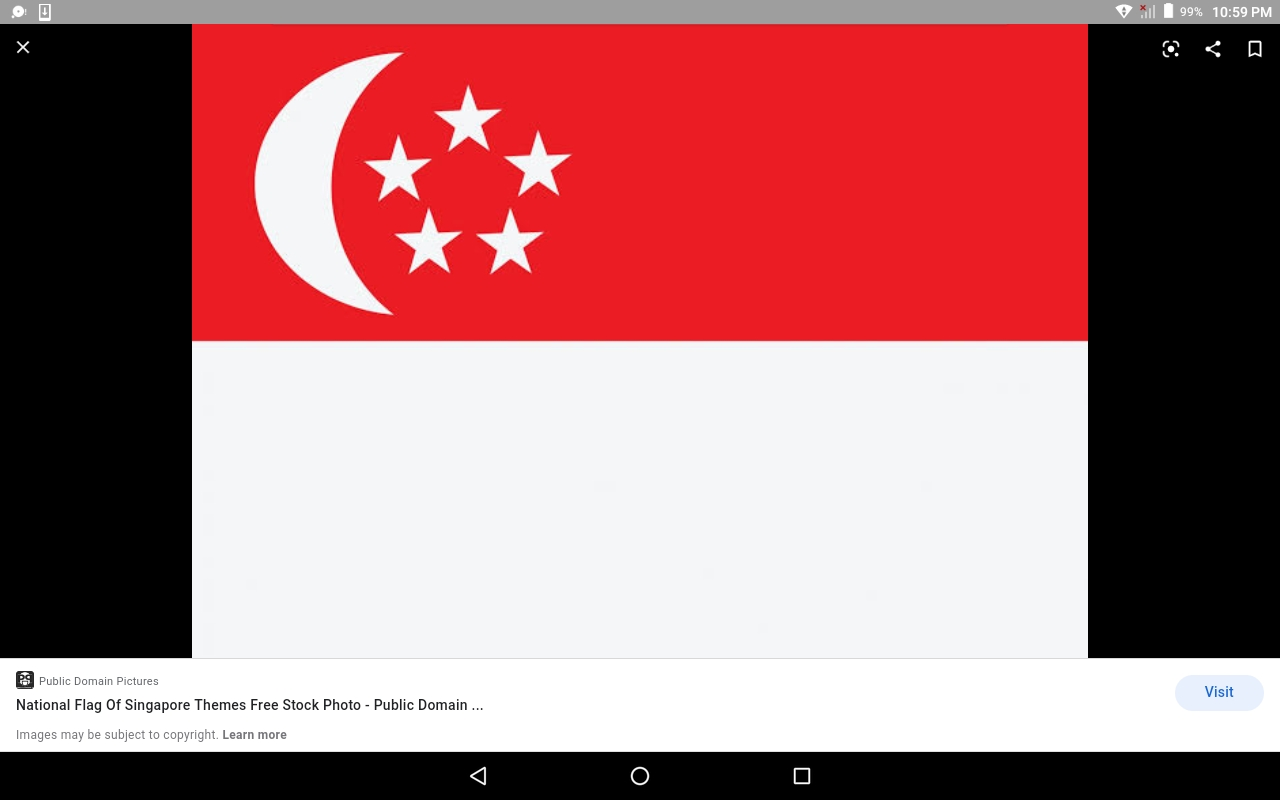 99% 10:59 PM
Public Domain Pictures
National Flag Of Singapore Themes Free Stock Photo - Public Domain ...
Visit
Images may be subject to copyright. Learn more